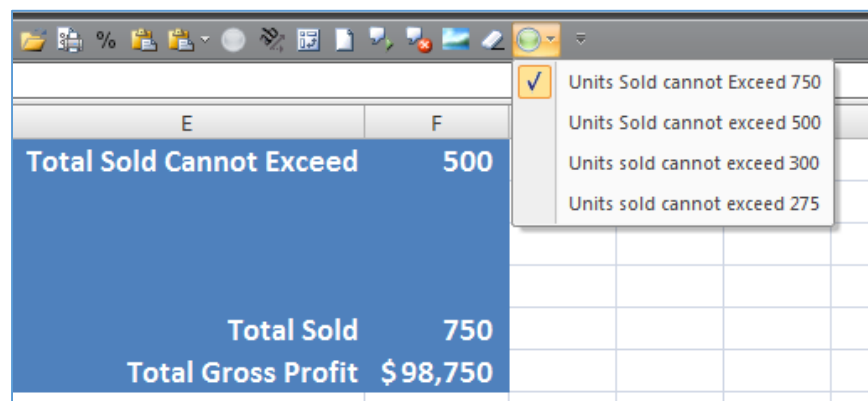 %
Units Sold cannot Exceed 750
E F
Units Sold cannot exceed 500
Total Sold Cannot Exceed 500
Units sold cannot exceed 300
Units sold cannot exceed 275
Total Sold 750
Total Gross Profit $98,750